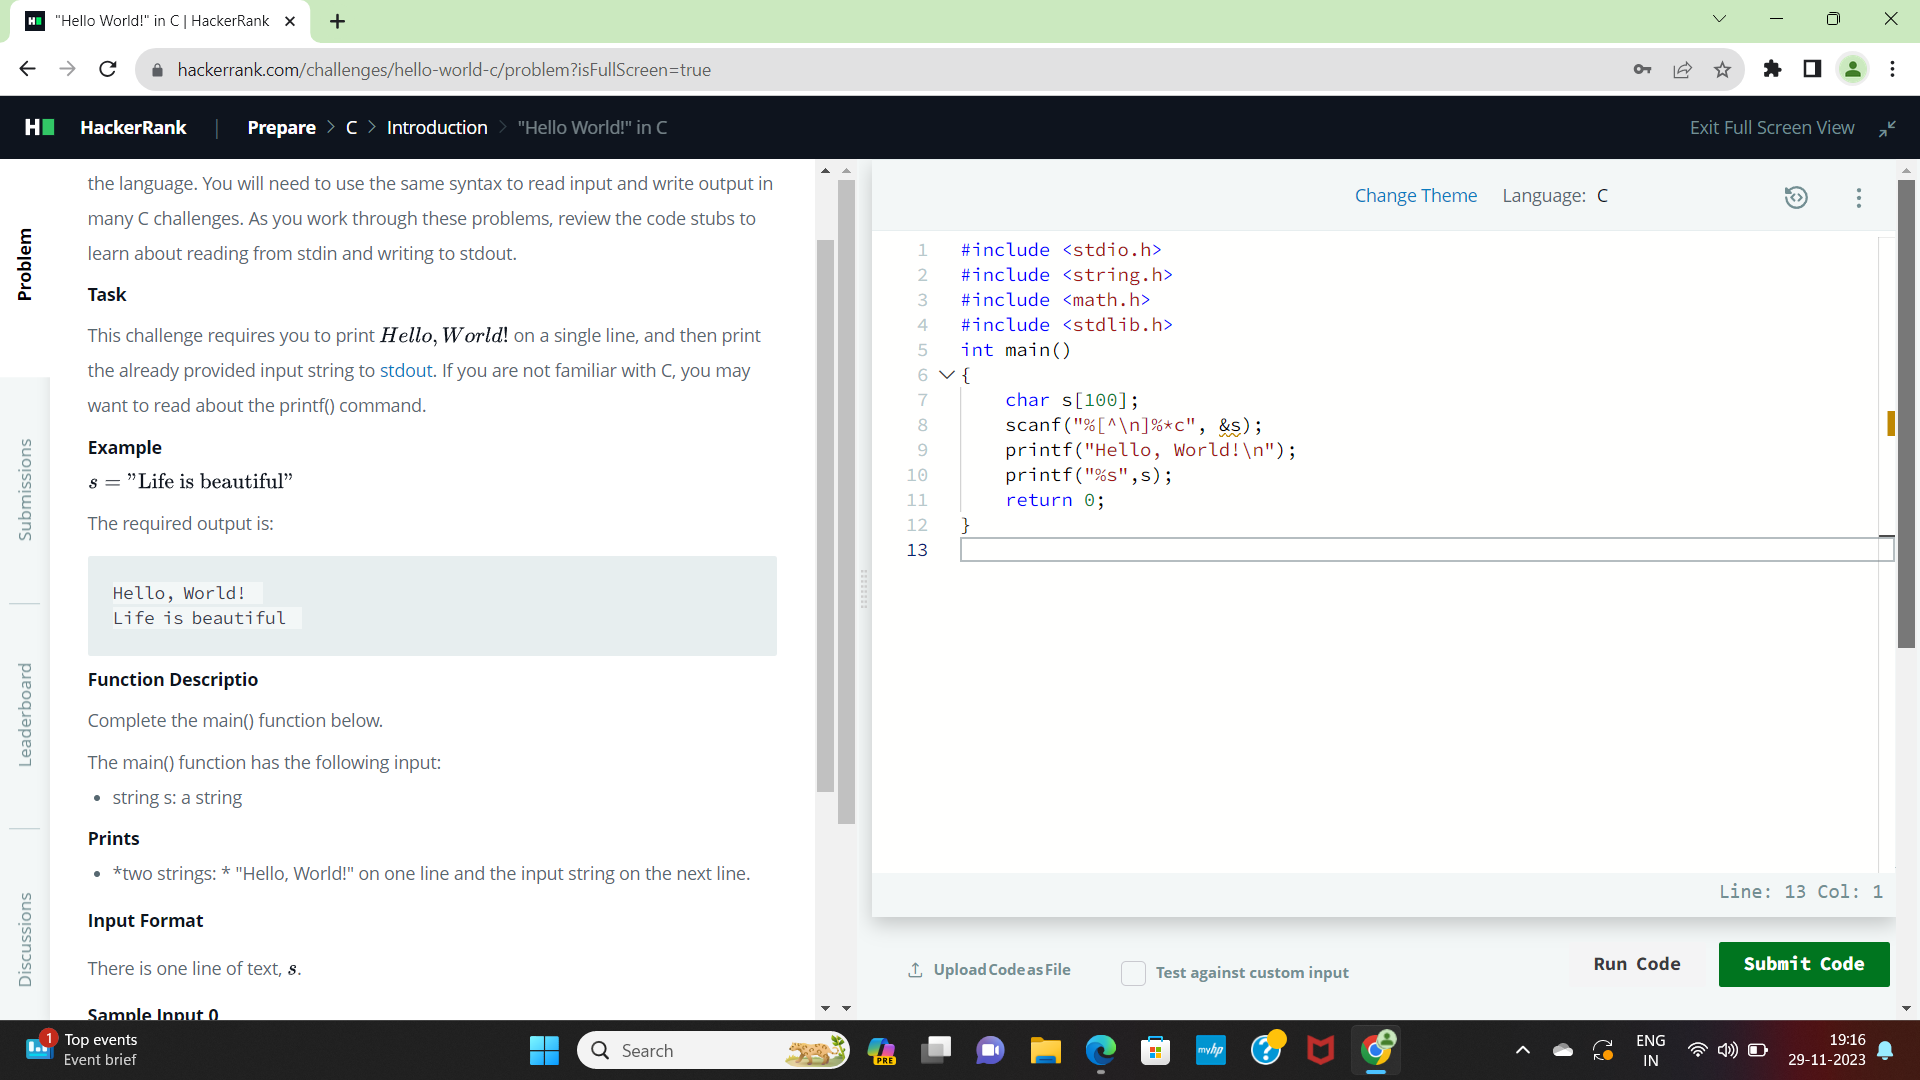 "Hello World!" in C | HackerRank
hackerrank.com/challenges/hello-world-c/problem?isFullScreen=true
HackerRank | Prepare > C > Introduction > "Hello World!" in C
Exit Full Screen View
Problem
Submissions
Leaderboard
Discussions
the language. You will need to use the same syntax to read input and write output in
many C challenges. As you work through these problems, review the code stubs to
learn about reading from stdin and writing to stdout.
Task
This challenge requires you to print Hello, World! on a single line, and then print
the already provided input string to stdout. If you are not familiar with C, you may
want to read about the printf() command.
Example
s = ”Life is beautiful”
The required output is:
Hello, World!
Life is beautiful
Function Descriptio
Complete the main() function below.
The main() function has the following input:
• string s: a string
Prints
• *two strings: * "Hello, World!" on one line and the input string on the next line.
Input Format
There is one line of text, s.
Sample Input 0
Change Theme Language: C
1 #include <stdio.h>
2 #include <string.h>
3 #include <math.h>
4 #include <stdlib.h>
5 int main()
6 {
7 char s[100];
8 scanf("%[^\n]%*c", &s);
9 printf("Hello, World!\n");
10 printf("%s",s);
11 return 0;
12 }
13
Line: 13 Col: 1
Upload Code as File
Test against custom input
Run Code
Submit Code
1
Top events
Event brief
Search
PRE
myhp
ENG
IN
19:16
29-11-2023